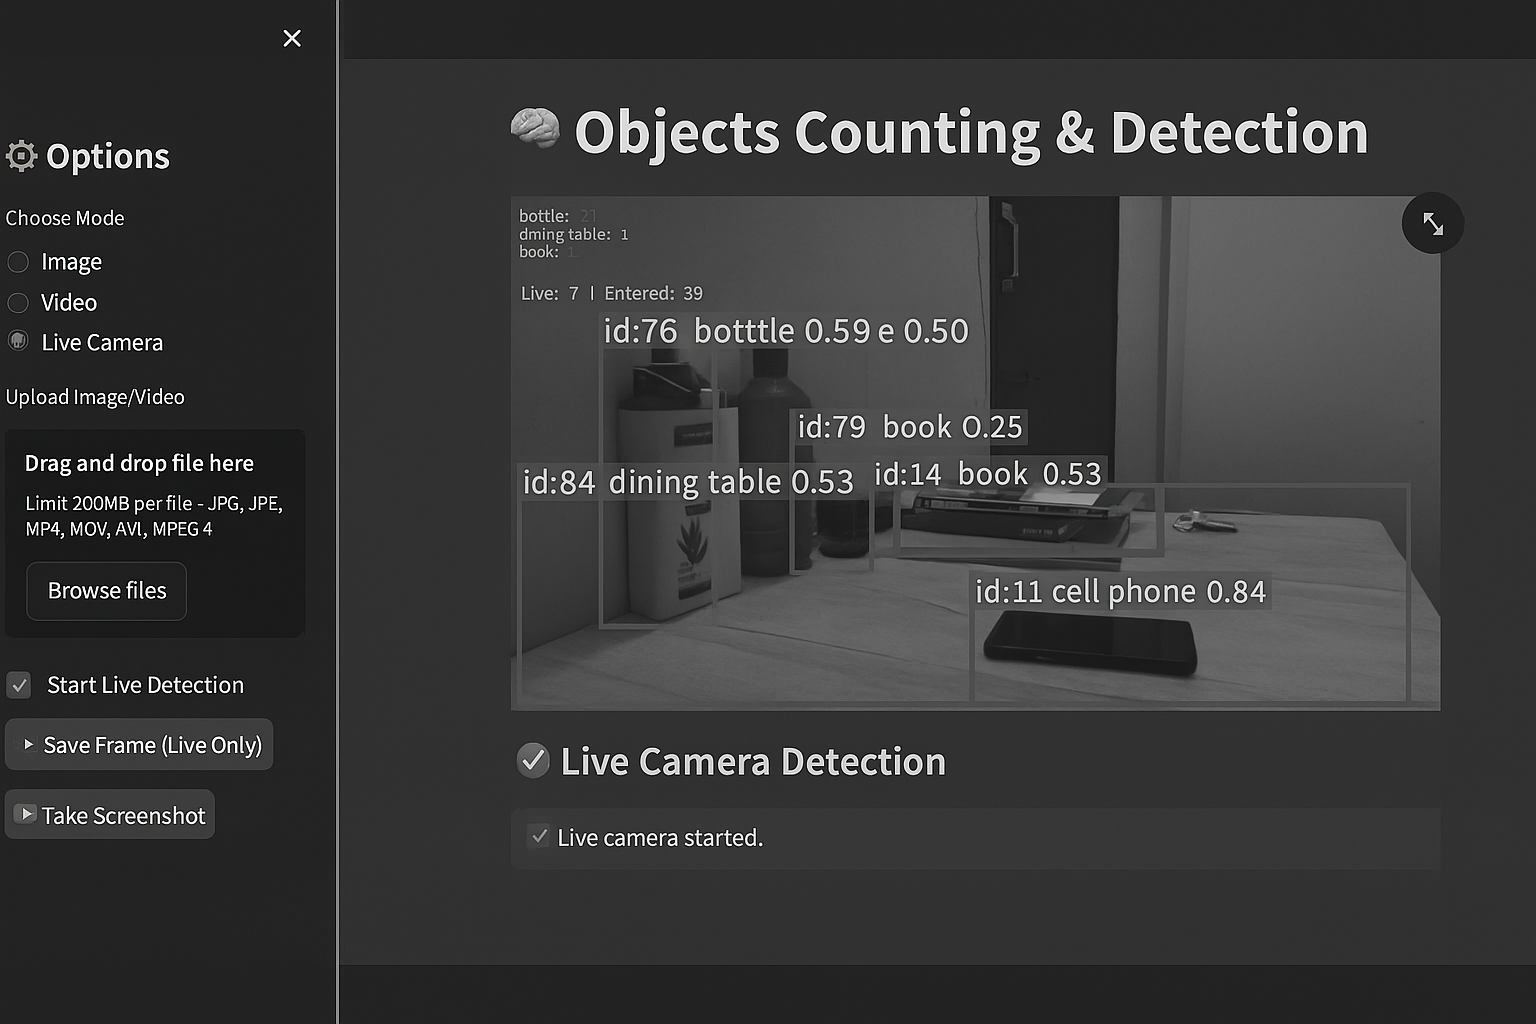 Options
Choose Mode
Image
Video
Live Camera
Upload Image/Video
Drag and drop file here
Limit 200MB per file - JPG, JPE,
MP4, MOV, AVI, MPEG 4
Browse files
Start Live Detection
Save Frame (Live Only)
Take Screenshot
Objects Counting & Detection
bottle:
dming table: 1
book:
Live: 7 | Entered: 39
id:76 botttle 0.59 e 0.50
id:79 book 0.25
id:84 dining table 0.53
id:14 book 0.53
id:11 cell phone 0.84
Live Camera Detection
Live camera started.